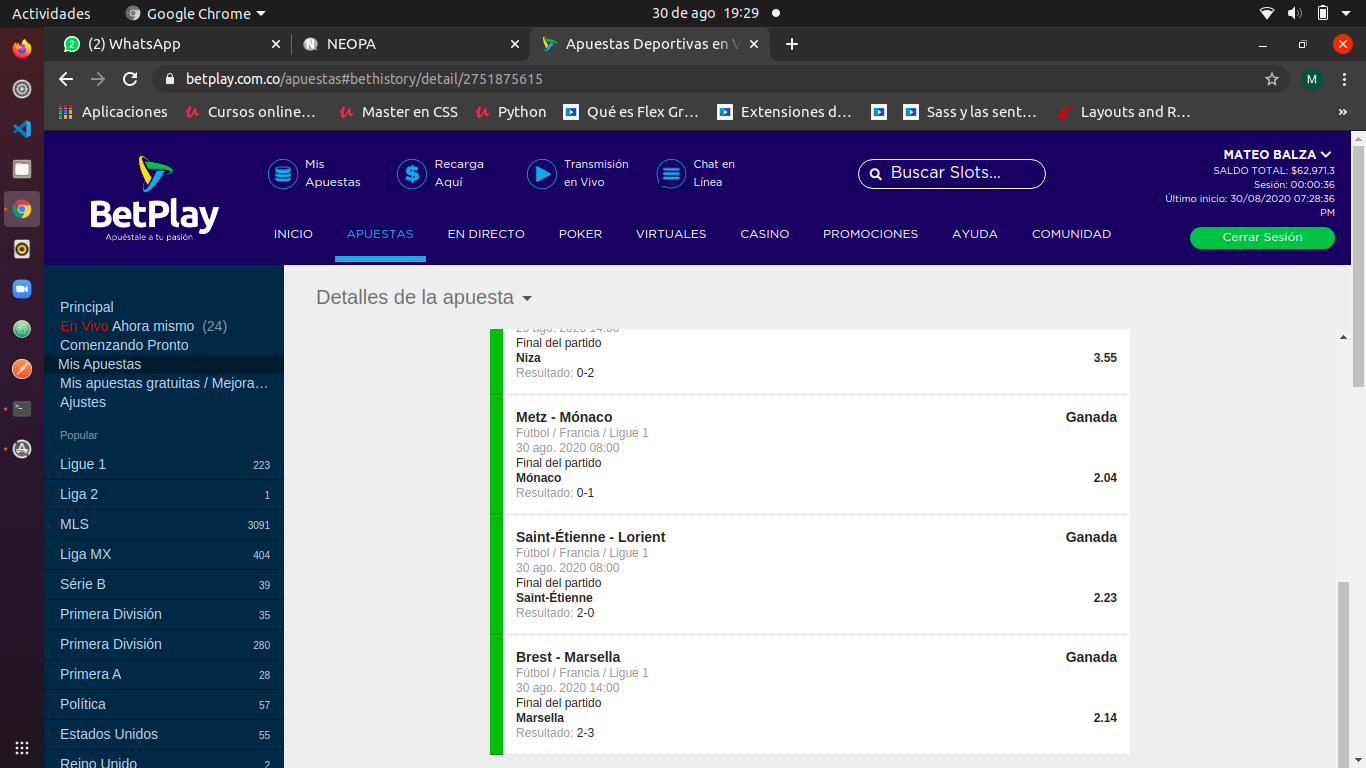 Actividades
Google Chrome
30 de ago 19:29
(2) WhatsApp
NEOPA
Apuestas Deportivas en V
betplay.com.co/apuestas#bethistory/detail/2751875615
M
Aplicaciones
Cursos online…
Master en CSS
Python
Qué es Flex Gr…
Extensiones d…
Sass y las sent…
Layouts and R…
»
BetPlay
Apuéstale a tu pasión
Mis
Apuestas
Recarga
Aquí
Transmisión
en Vivo
Chat en
Línea
Buscar Slots...
MATEO BALZA
SALDO TOTAL: $62,971.3
Sesión: 00:00:36
Último inicio: 30/08/2020 07:28:36
PM
Cerrar Sesión
INICIO
APUESTAS
EN DIRECTO
POKER
VIRTUALES
CASINO
PROMOCIONES
AYUDA
COMUNIDAD
Principal
En Vivo Ahora mismo (24)
Comenzando Pronto
Mis Apuestas
Mis apuestas gratuitas / Mejora…
Ajustes
Popular
Ligue 1 223
Liga 2 1
MLS 3091
Liga MX 404
Série B 39
Primera División 35
Primera División 280
Primera A 28
Política 57
Estados Unidos 55
Reino Unido 2
Detalles de la apuesta
29 ago. 2020 14:00
Final del partido
Niza 3.55
Resultado: 0-2
Metz - Mónaco Ganada
Fútbol / Francia / Ligue 1
30 ago. 2020 08:00
Final del partido
Mónaco 2.04
Resultado: 0-1
Saint-Étienne - Lorient Ganada
Fútbol / Francia / Ligue 1
30 ago. 2020 08:00
Final del partido
Saint-Étienne 2.23
Resultado: 2-0
Brest - Marsella Ganada
Fútbol / Francia / Ligue 1
30 ago. 2020 14:00
Final del partido
Marsella 2.14
Resultado: 2-3